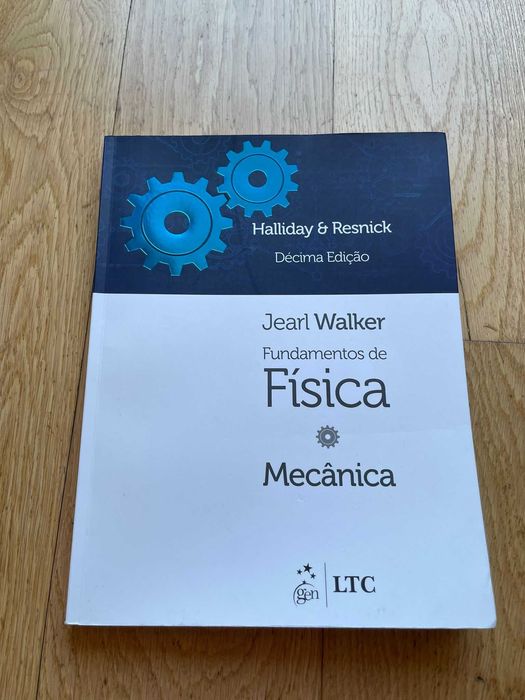 Halliday & Resnick
Décima Edição
Jearl Walker
Fundamentos de
Física
Mecânica
gen
LTC